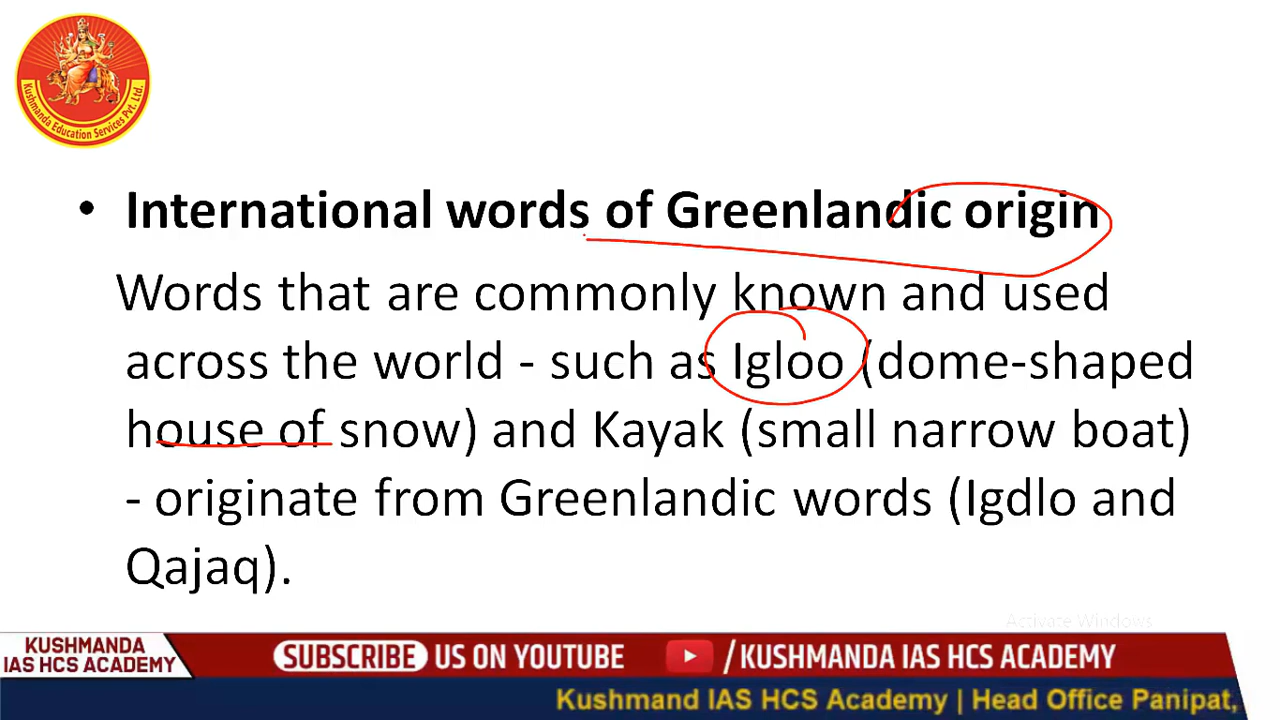 Kushmanda Education Services Pvt. Ltd.
• International words of Greenlandic origin
Words that are commonly known and used
across the world - such as Igloo (dome-shaped
house of snow) and Kayak (small narrow boat)
- originate from Greenlandic words (Igdlo and
Qajaq).
Activate Windows
KUSHMANDA
IAS HCS ACADEMY
SUBSCRIBE US ON YOUTUBE
/KUSHMANDA IAS HCS ACADEMY
Kushmand IAS HCS Academy | Head Office Panipat,